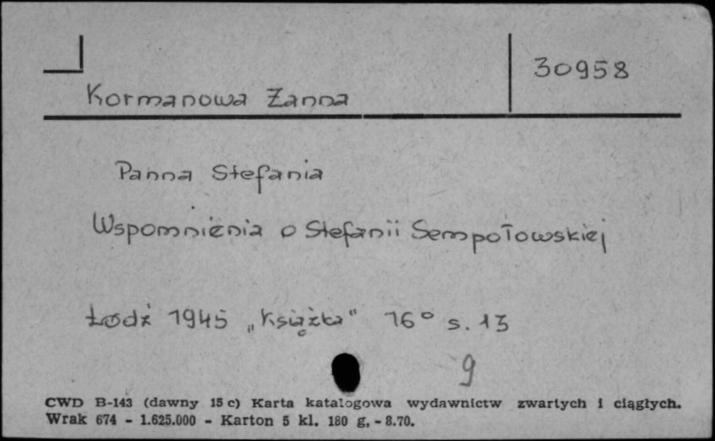 30958
Kormanowa Żanna
Panna Stefania
Wspomnienia o Stefanii Sempołowskiej
Łódź 1945 „Książka" 16° s. 13
9
CWD B-143 (dawny 15 c) Karta katalogowa wydawnictw zwartych i ciągłych.
Wrak 674 - 1.625.000 - Karton 5 kl. 180 g. - 8.70.